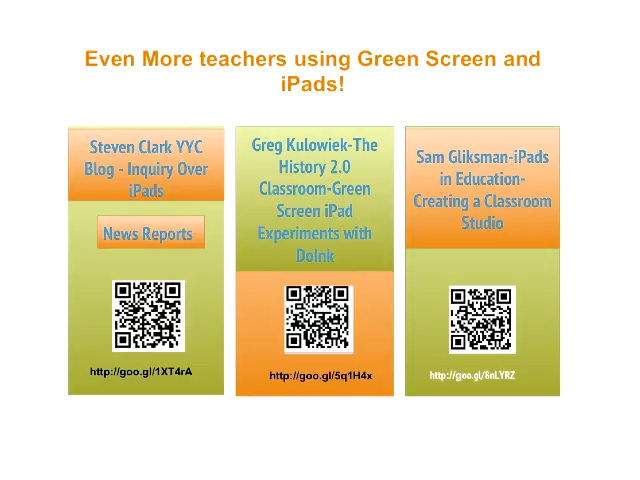 Even More teachers using Green Screen and
iPads!
Steven Clark YYC
Blog - Inquiry Over
iPads
News Reports
http://goo.gl/1XT4rA
Greg Kulowiek-The
History 2.0
Classroom-Green
Screen iPad
Experiments with
DoInk
http://goo.gl/5q1H4x
Sam Gliksman-iPads
in Education-
Creating a Classroom
Studio
http://goo.gl/8nLYRZ